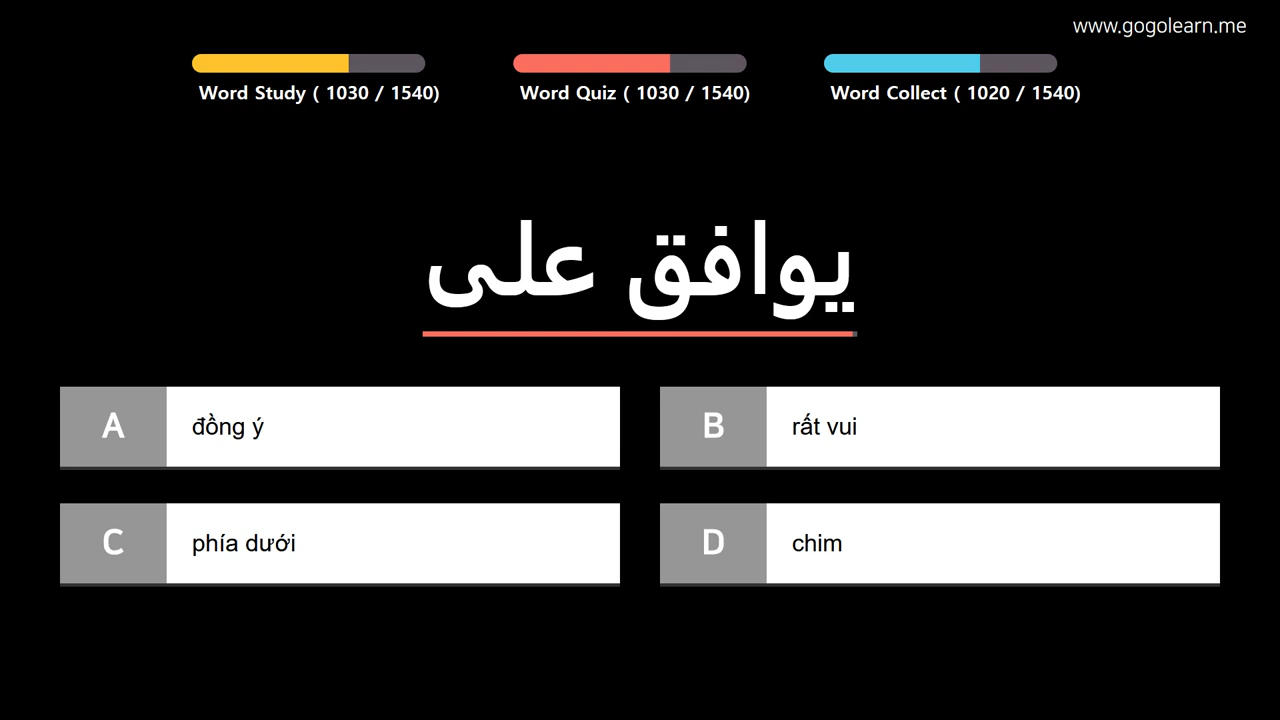 www.gogolearn.me
Word Study ( 1030 / 1540)
Word Quiz ( 1030 / 1540)
Word Collect ( 1020 / 1540)
يوافق على
A đồng ý
B rất vui
C phía dưới
D chim